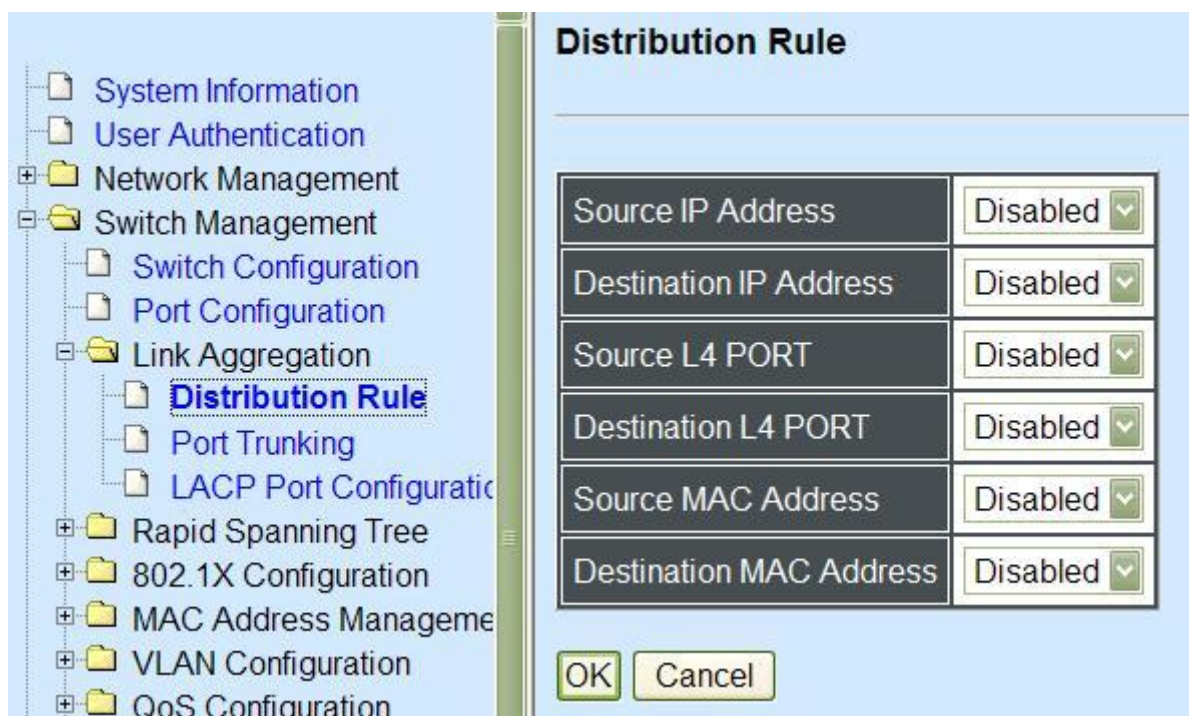 System Information
User Authentication
Network Management
Switch Management
Switch Configuration
Port Configuration
Link Aggregation
Distribution Rule
Port Trunking
LACP Port Configuratic
Rapid Spanning Tree
802.1X Configuration
MAC Address Manageme
VLAN Configuration
QoS Configuration
Distribution Rule
Source IP Address Disabled
Destination IP Address Disabled
Source L4 PORT Disabled
Destination L4 PORT Disabled
Source MAC Address Disabled
Destination MAC Address Disabled
OK Cancel